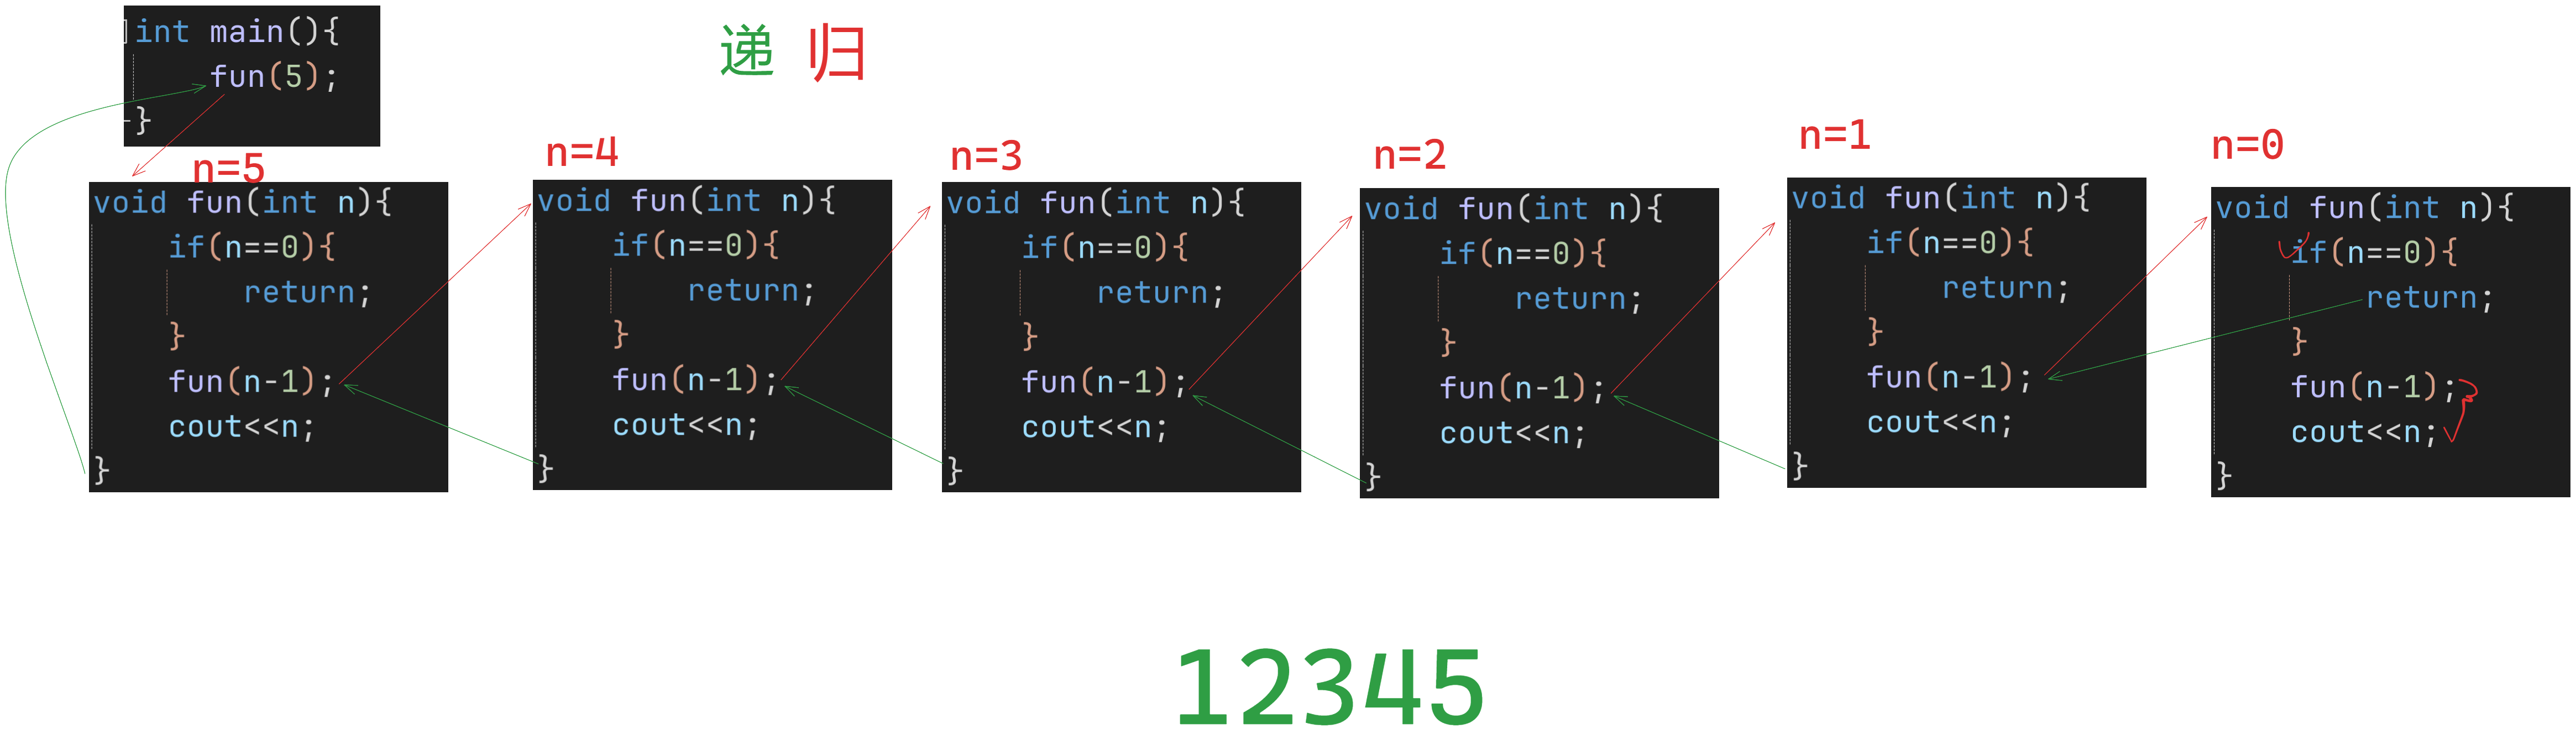 int main(){
fun(5);
}
递 归
n=5
void fun(int n){
if(n==0){
return;
}
fun(n-1);
cout<<n;
}
n=4
void fun(int n){
if(n==0){
return;
}
fun(n-1);
cout<<n;
}
n=3
void fun(int n){
if(n==0){
return;
}
fun(n-1);
cout<<n;
}
n=2
void fun(int n){
if(n==0){
return;
}
fun(n-1);
cout<<n;
}
n=1
void fun(int n){
if(n==0){
return;
}
fun(n-1);
cout<<n;
}
n=0
void fun(int n){
if(n==0){
return;
}
fun(n-1);
cout<<n;
}
12345